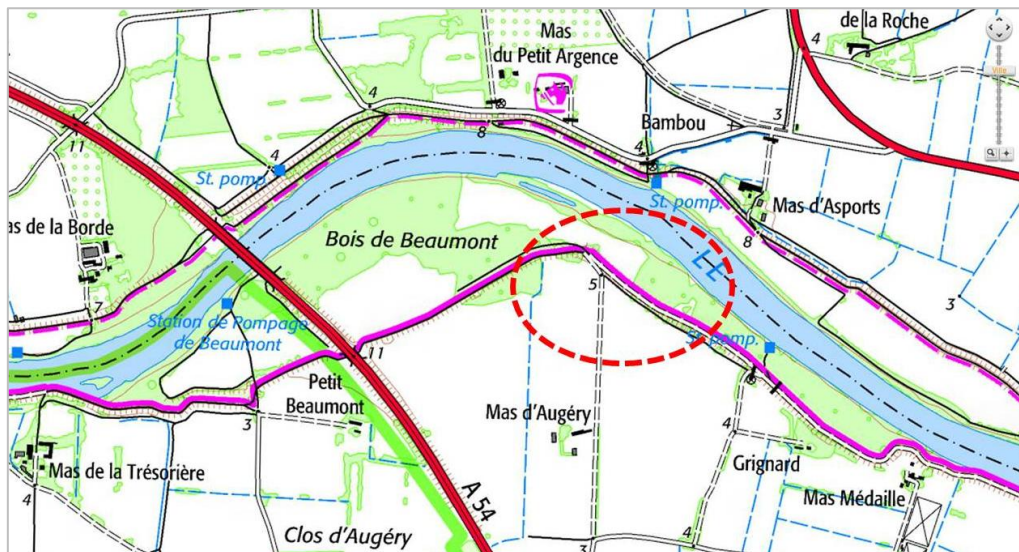 Mas
du Petit Argence
de la Roche
Ville
4
4
3
Bambou
11
8
4
4
St. pomp.
St. pomp.
Mas d'Asports
8
as de la Borde
Bois de Beaumont
5
3
7
Station de Pompage
de Beaumont
11
St. pomp.
Petit
Beaumont
3
Mas d'Augéry
4
Grignard
Mas de la Trésorière
4
Mas Médaille
A 54
Clos d'Augéry
3
4